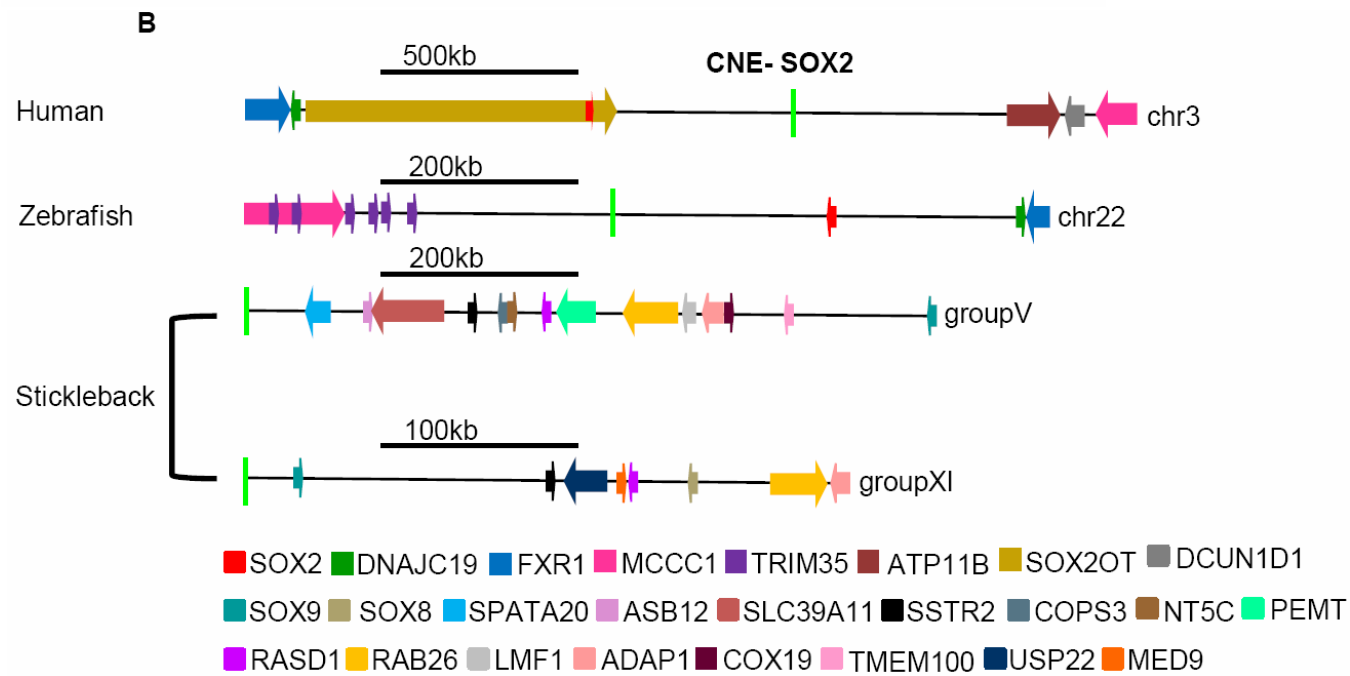 B
500kb
CNE- SOX2
Human
chr3
200kb
Zebrafish
chr22
200kb
groupV
Stickleback
100kb
groupXI
SOX2 DNAJC19 FXR1 MCCC1 TRIM35 ATP11B SOX2OT DCUN1D1
SOX9 SOX8 SPATA20 ASB12 SLC39A11 SSTR2 COPS3 NT5C PEMT
RASD1 RAB26 LMF1 ADAP1 COX19 TMEM100 USP22 MED9